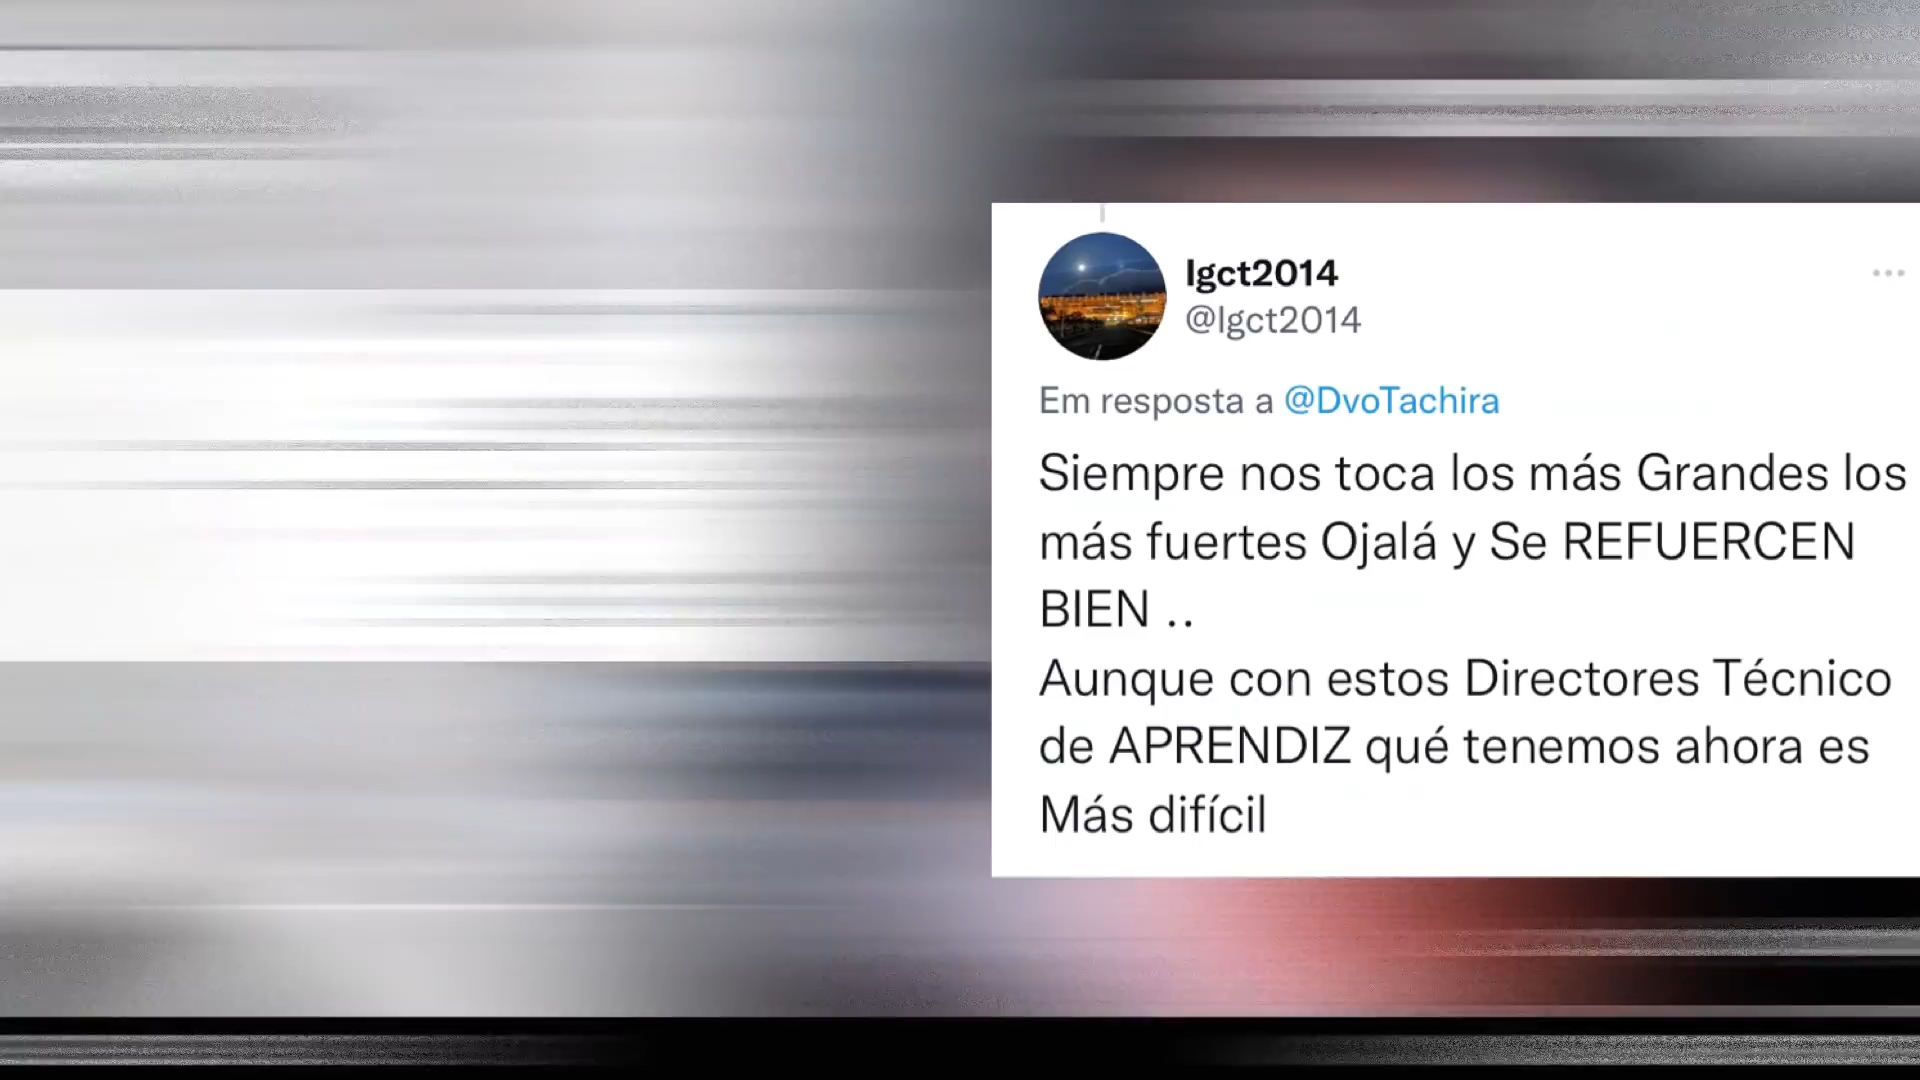 lgct2014
@lgct2014
Em resposta a @DvoTachira
Siempre nos toca los más Grandes los
más fuertes Ojalá y Se REFUERCEN
BIEN ..
Aunque con estos Directores Técnico
de APRENDIZ qué tenemos ahora es
Más difícil